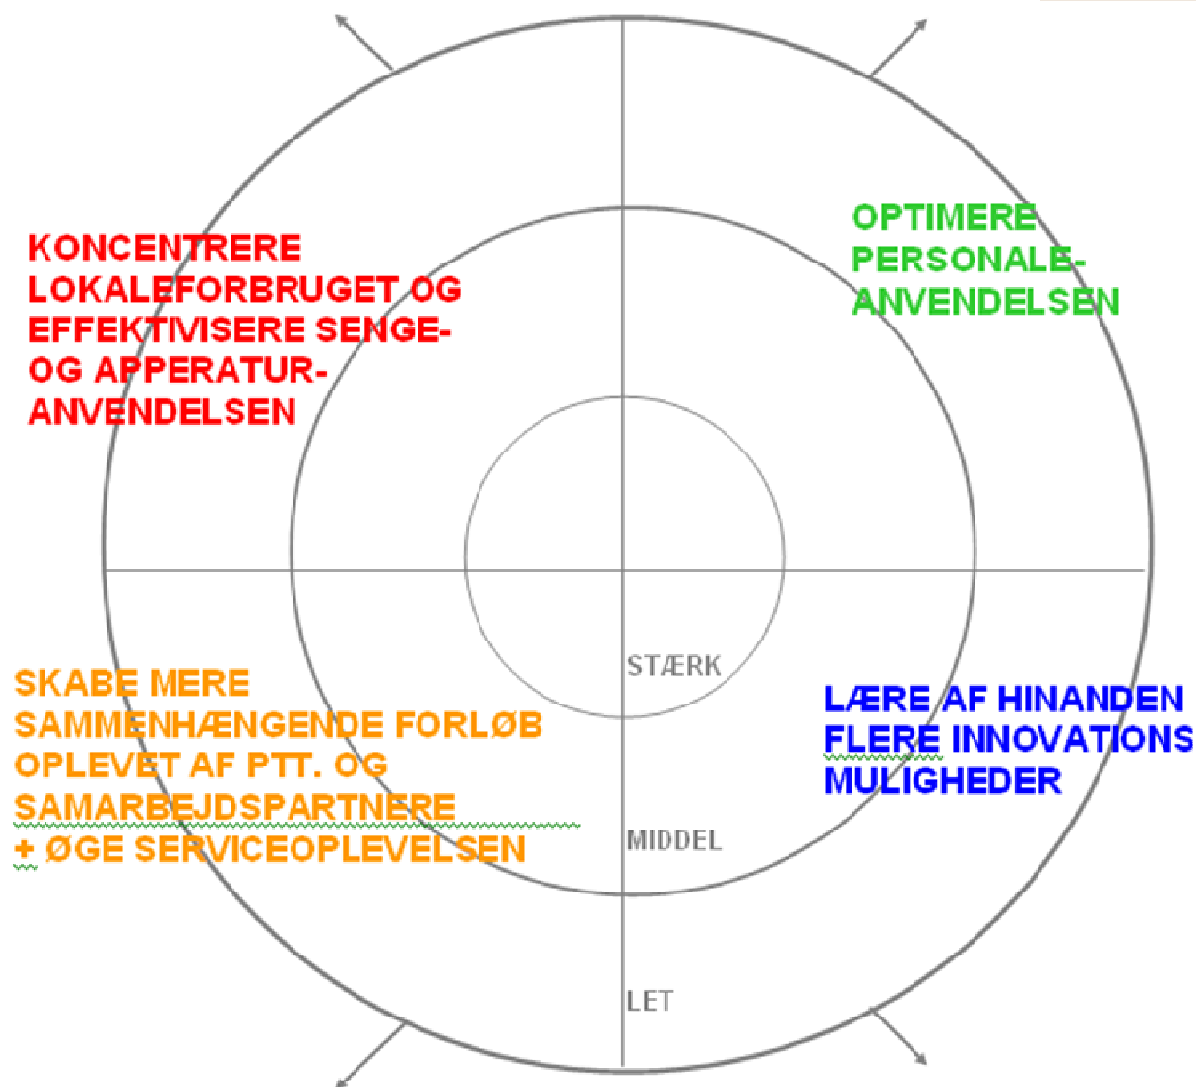 KONCENTRERE
LOKALEFORBRUGET OG
EFFEKTIVISERE SENGE-
OG APPERATUR-
ANVENDELSEN
OPTIMERE
PERSONALE-
ANVENDELSEN
SKABE MERE
SAMMENHÆNGENDE FORLØB
OPLEVET AF PTT. OG
SAMARBEJDSPARTNERE
+ ØGE SERVICEOPLEVELSEN
STÆRK
MIDDEL
LET
LÆRE AF HINANDEN
FLERE INNOVATIONS
MULIGHEDER